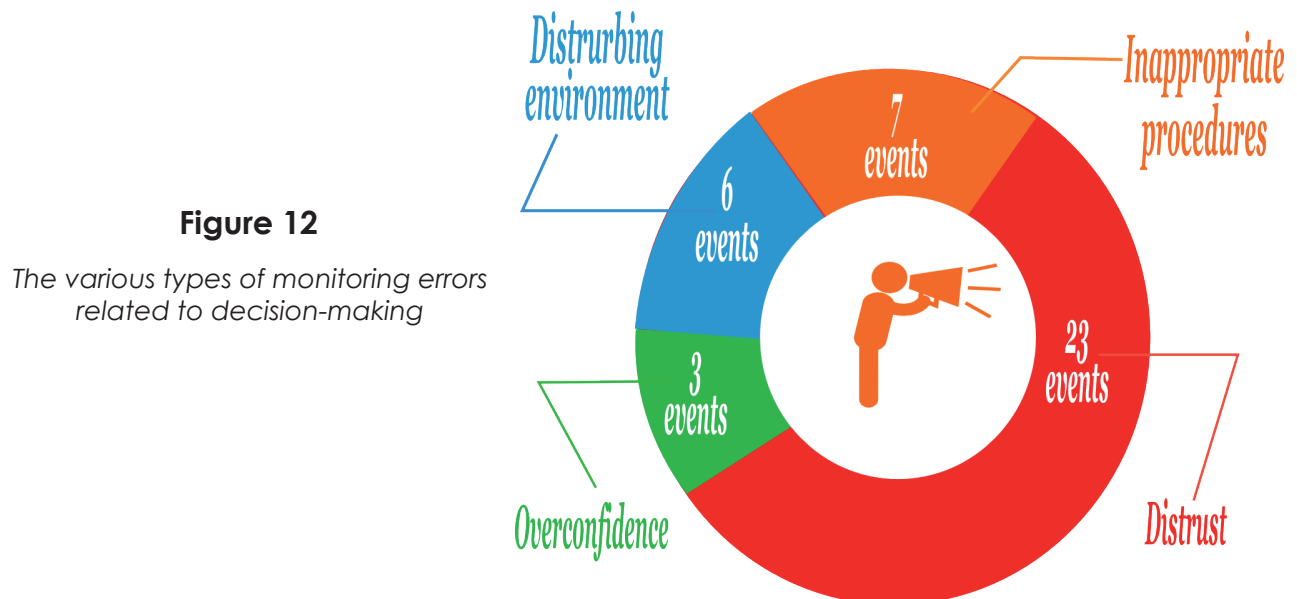 Distrurbing
environment
Inappropriate
procedures
7
events
6
events
Figure 12
The various types of monitoring errors
related to decision-making
23
events
3
events
Overconfidence
Distrust